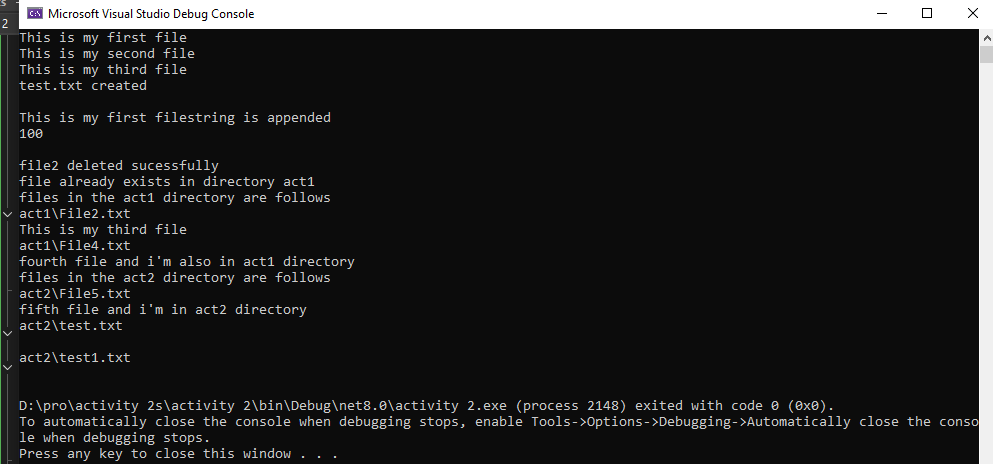 s
2
Microsoft Visual Studio Debug Console
This is my first file
This is my second file
This is my third file
test.txt created
This is my first filestring is appended
100
file2 deleted sucessfully
file already exists in directory act1
files in the act1 directory are follows
act1\File2.txt
This is my third file
act1\File4.txt
fourth file and i'm also in act1 directory
files in the act2 directory are follows
act2\File5.txt
fifth file and i'm in act2 directory
act2\test.txt
act2\test1.txt
D:\pro\activity 2s\activity 2\bin\Debug\net8.0\activity 2.exe (process 2148) exited with code 0 (0x0).
To automatically close the console when debugging stops, enable Tools->Options->Debugging->Automatically close the conso
le when debugging stops.
Press any key to close this window . . .